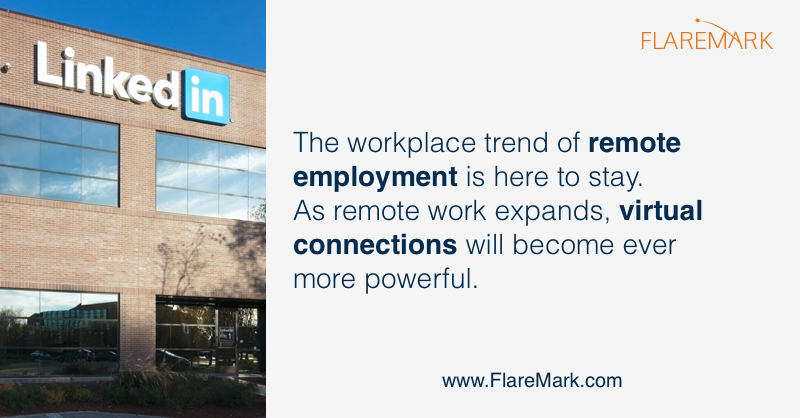 Linked in
FLAREMARK
The workplace trend of remote
employment is here to stay.
As remote work expands, virtual
connections will become ever
more powerful.
www.FlareMark.com